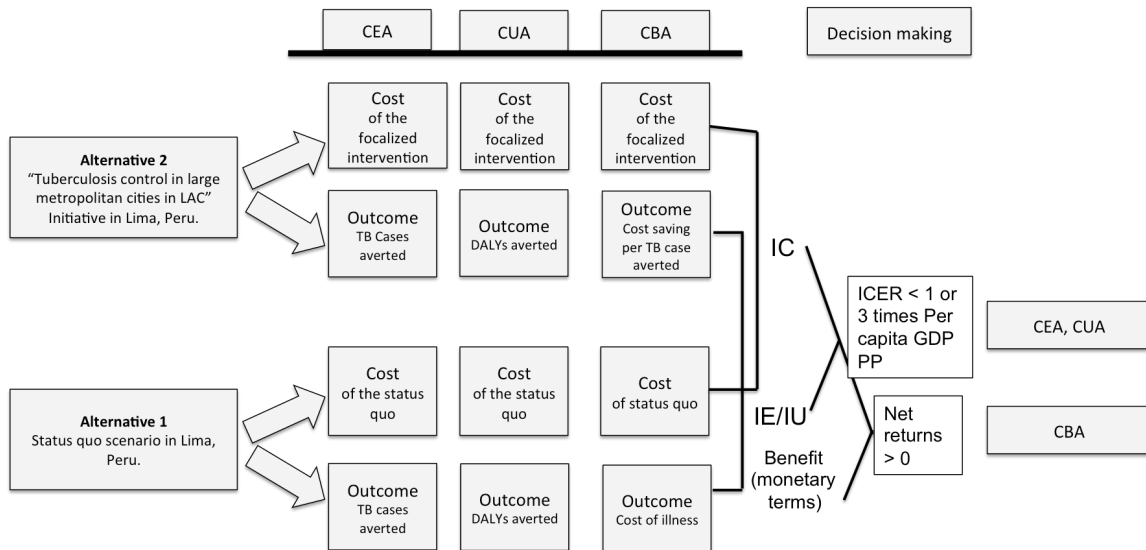 CEA
CUA
CBA
Decision making
Alternative 2
“Tuberculosis control in large
metropolitan cities in LAC”
Initiative in Lima, Peru.
Cost
of the
focalized
intervention
Cost
of the
focalized
intervention
Cost
of the
focalized
intervention
Outcome
TB Cases
averted
Outcome
DALYs averted
Outcome
Cost saving
per TB case
averted
IC
ICER < 1 or
3 times Per
capita GDP
PP
CEA, CUA
Alternative 1
Status quo scenario in Lima,
Peru.
Cost
of the status
quo
Cost
of the status
quo
Cost
of status quo
IE/IU
Net
returns
> 0
CBA
Outcome
TB cases
averted
Outcome
DALYs averted
Outcome
Cost of illness
Benefit
(monetary
terms)